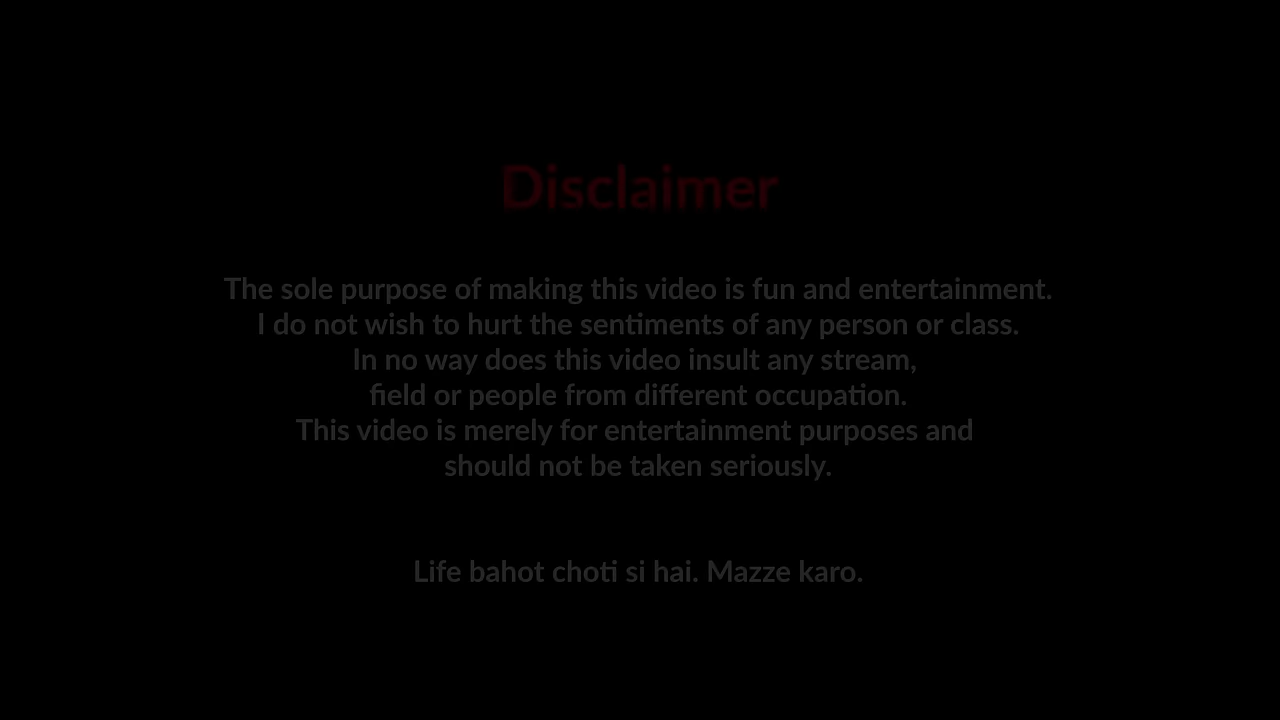 Disclaimer
The sole purpose of making this video is fun and entertainment.
I do not wish to hurt the sentiments of any person or class.
In no way does this video insult any stream,
field or people from different occupation.
This video is merely for entertainment purposes and
should not be taken seriously.
Life bahot choti si hai. Mazze karo.